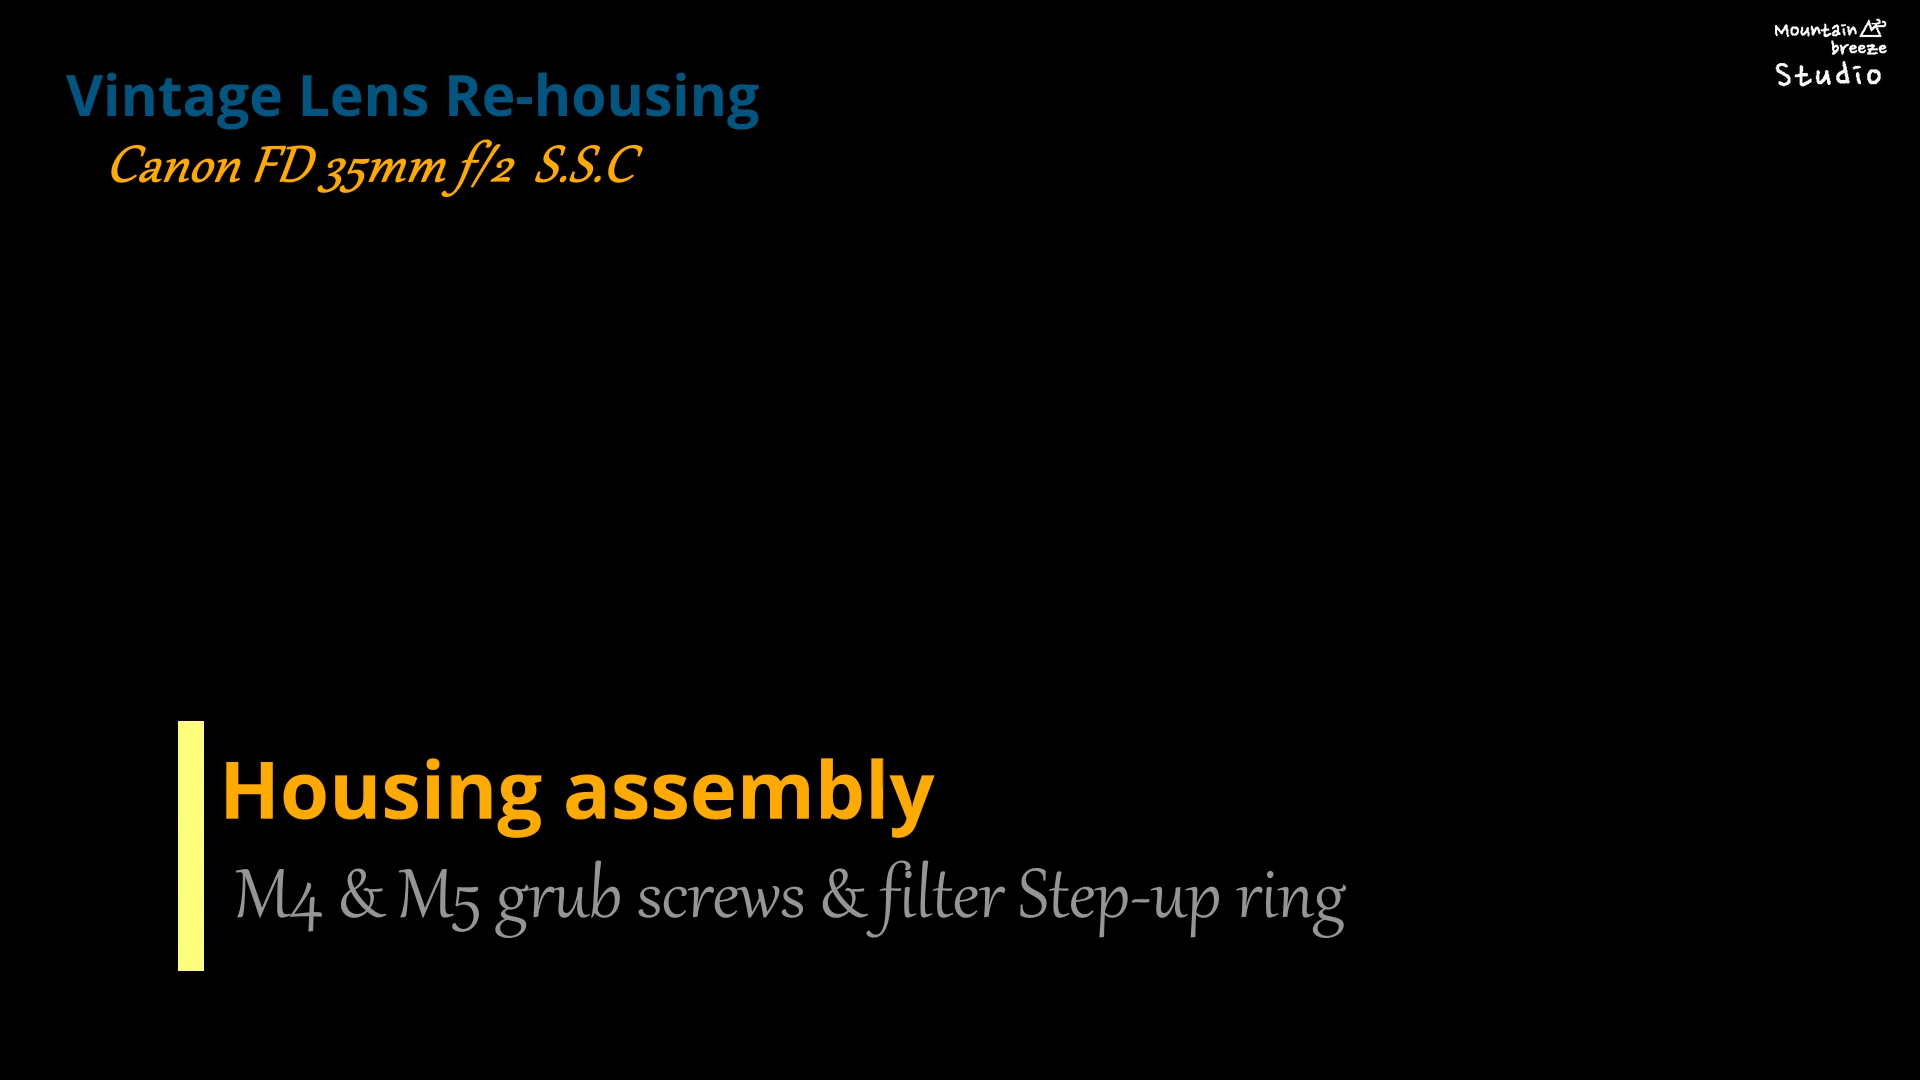 Mountain
breeze
Studio
Vintage Lens Re-housing
Canon FD 35mm f/2 S.S.C
Housing assembly
M4 & M5 grub screws & filter Step-up ring